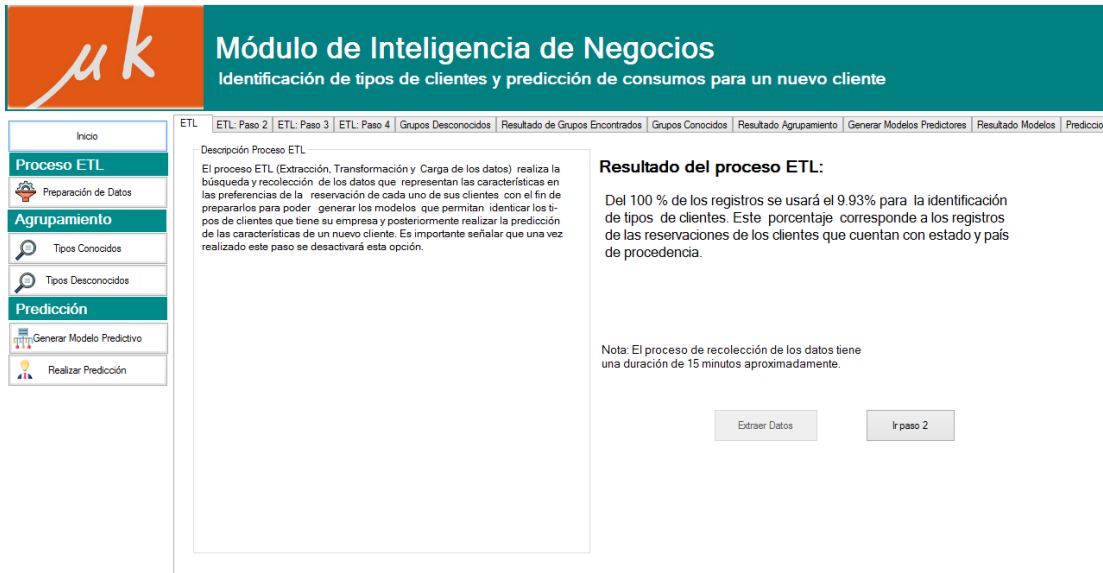 μk
Módulo de Inteligencia de Negocios
Identificación de tipos de clientes y predicción de consumos para un nuevo cliente
Inicio
Proceso ETL
Preparación de Datos
Agrupamiento
Tipos Conocidos
Tipos Desconocidos
Predicción
Generar Modelo Predictivo
Realizar Predicción
ETL
ETL: Paso 2
ETL: Paso 3
ETL: Paso 4
Grupos Desconocidos
Resultado de Grupos Encontrados
Grupos Conocidos
Resultado Agrupamiento
Generar Modelos Predictores
Resultado Modelos
Prediccio
Descripción Proceso ETL
El proceso ETL (Extracción, Transformación y Carga de los datos) realiza la
búsqueda y recolección de los datos que representan las características en
las preferencias de la reservación de cada uno de sus clientes con el fin de
prepararlos para poder generar los modelos que permitan identicar los ti-
pos de clientes que tiene su empresa y posteriormente realizar la predicción
de las características de un nuevo cliente. Es importante señalar que una vez
realizado este paso se desactivará esta opción.
Resultado del proceso ETL:
Del 100 % de los registros se usará el 9.93% para la identificación
de tipos de clientes. Este porcentaje corresponde a los registros
de las reservaciones de los clientes que cuentan con estado y país
de procedencia.
Nota: El proceso de recolección de los datos tiene
una duración de 15 minutos aproximadamente.
Extraer Datos
Ir paso 2